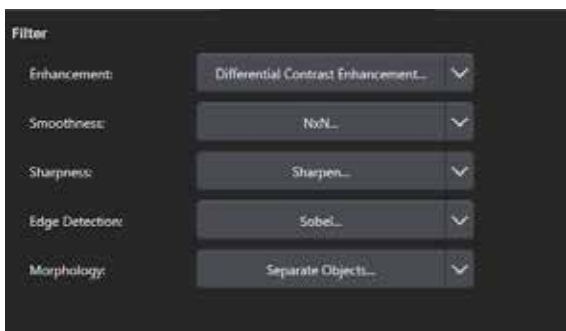 Filter
Enhancement: Differential Contrast Enhancement...
Smoothness: NxN...
Sharpness: Sharpen...
Edge Detection: Sobel...
Morphology: Separate Objects...